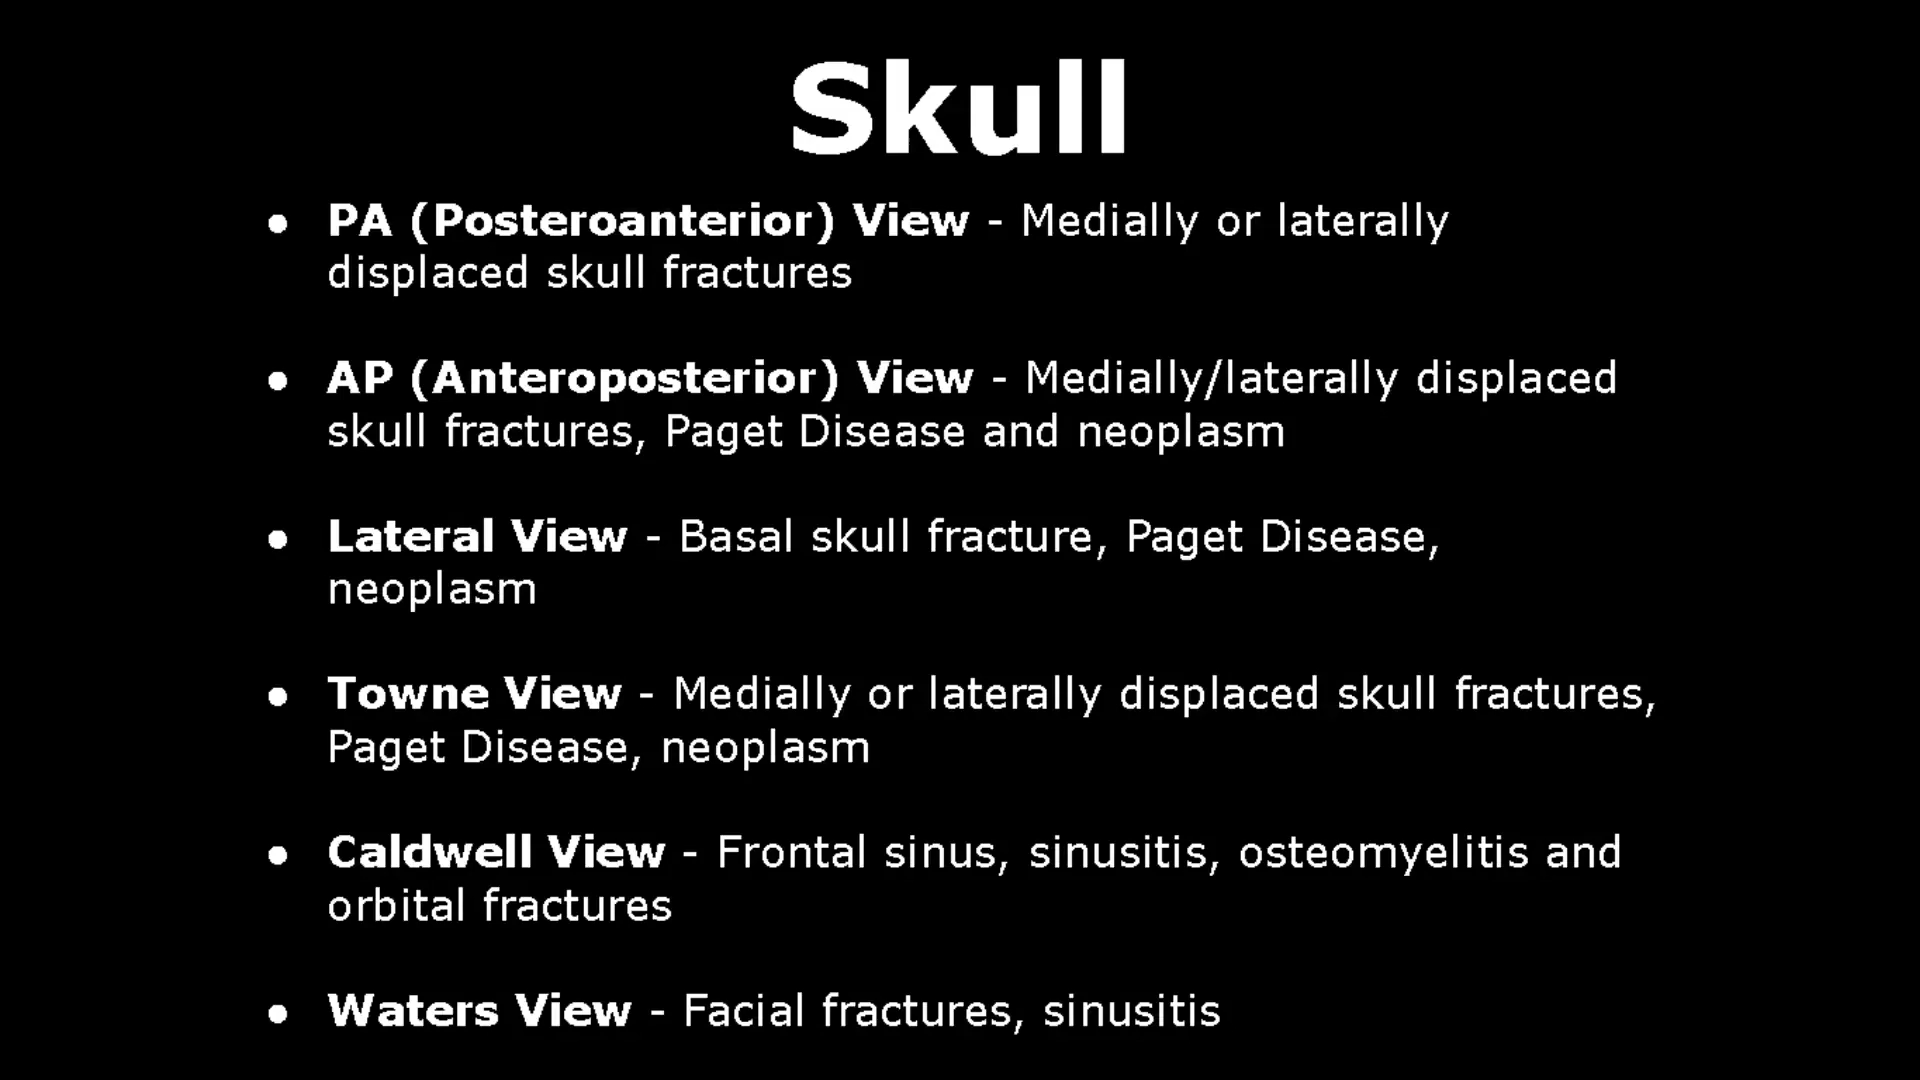 Skull
● PA (Posteroanterior) View - Medially or laterally
displaced skull fractures
● AP (Anteroposterior) View - Medially/laterally displaced
skull fractures, Paget Disease and neoplasm
● Lateral View - Basal skull fracture, Paget Disease,
neoplasm
● Towne View - Medially or laterally displaced skull fractures,
Paget Disease, neoplasm
● Caldwell View - Frontal sinus, sinusitis, osteomyelitis and
orbital fractures
● Waters View - Facial fractures, sinusitis